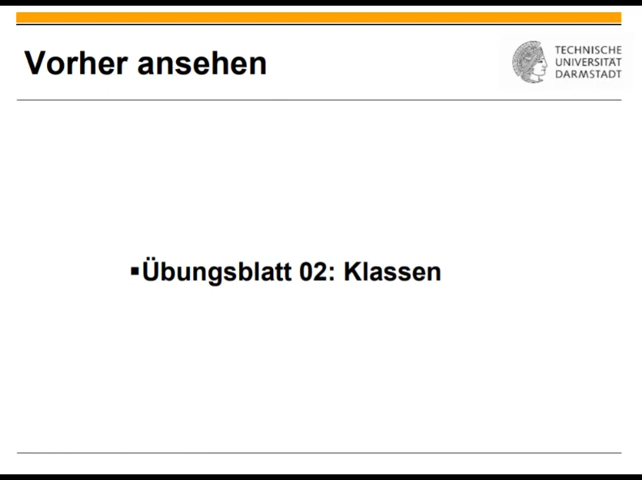 Vorher ansehen
TECHNISCHE
UNIVERSITÄT
DARMSTADT
▪Übungsblatt 02: Klassen